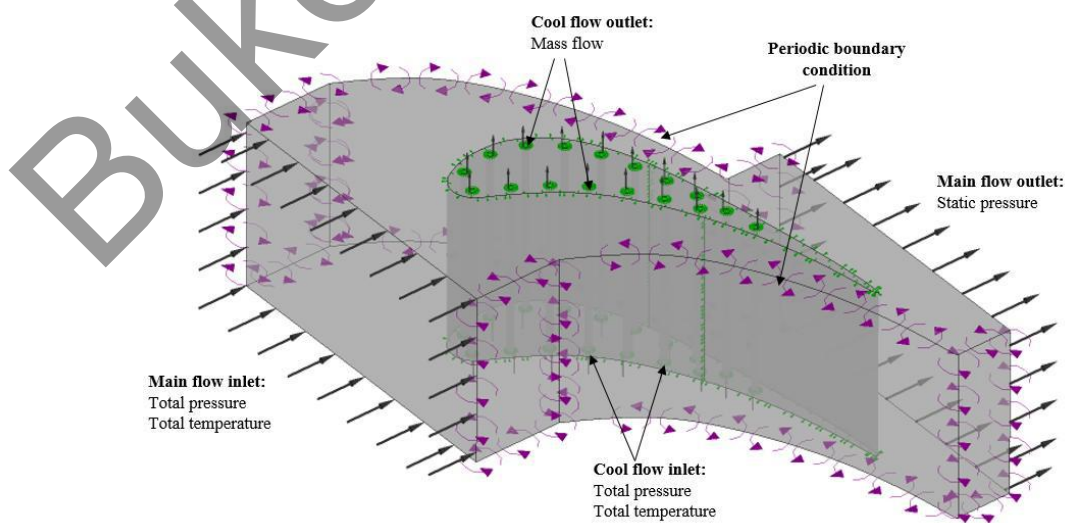 Cool flow outlet:
Mass flow
Periodic boundary
condition
Main flow outlet:
Static pressure
Main flow inlet:
Total pressure
Total temperature
Cool flow inlet:
Total pressure
Total temperature